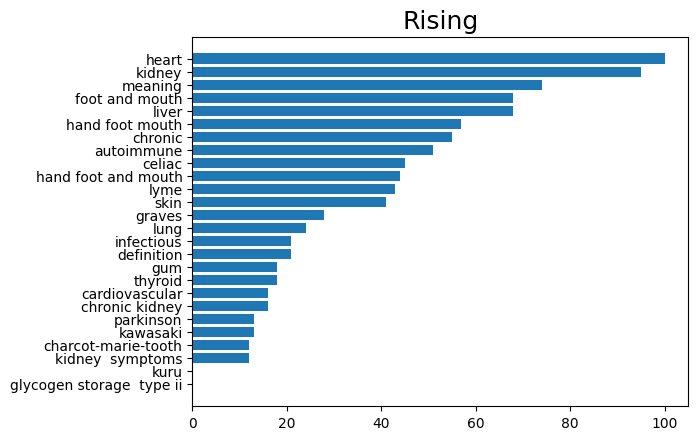 Rising
heart
kidney
meaning
foot and mouth
liver
hand foot mouth
chronic
autoimmune
celiac
hand foot and mouth
lyme
skin
graves
lung
infectious
definition
gum
thyroid
cardiovascular
chronic kidney
parkinson
kawasaki
charcot-marie-tooth
kidney  symptoms
kuru
glycogen storage  type ii
0 20 40 60 80 100